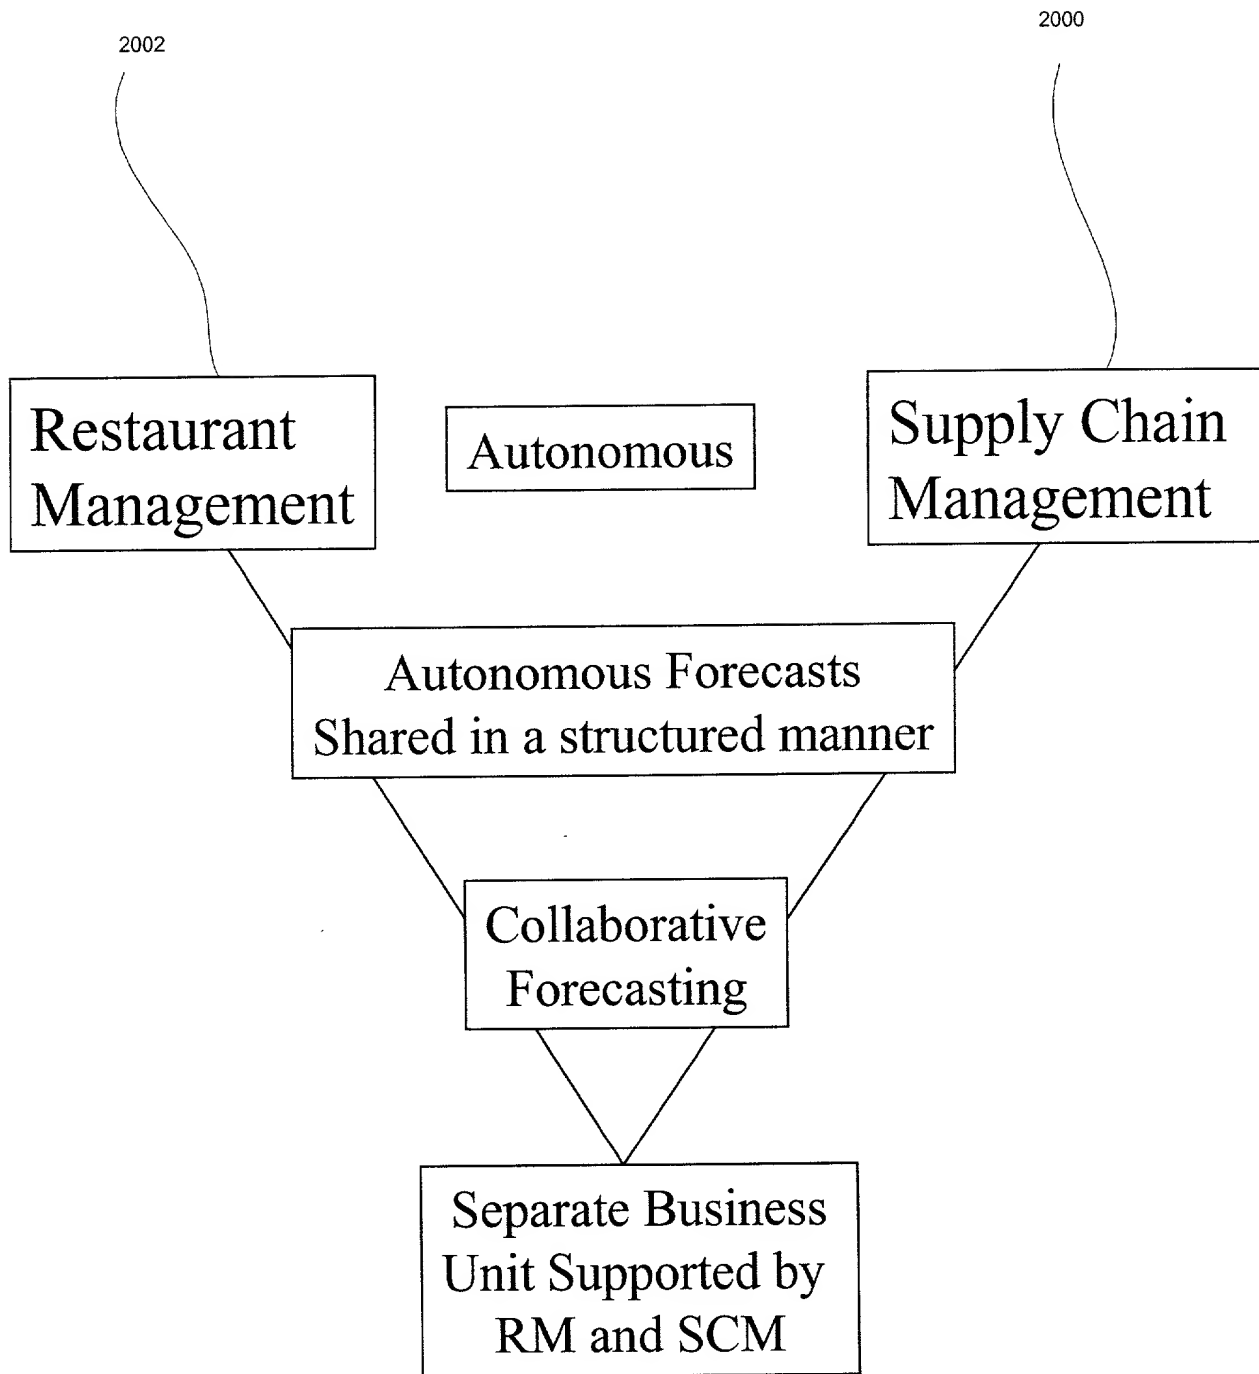 2002
2000
Restaurant
Management
Autonomous
Supply Chain
Management
Autonomous Forecasts
Shared in a structured manner
Collaborative
Forecasting
Separate Business
Unit Supported by
RM and SCM